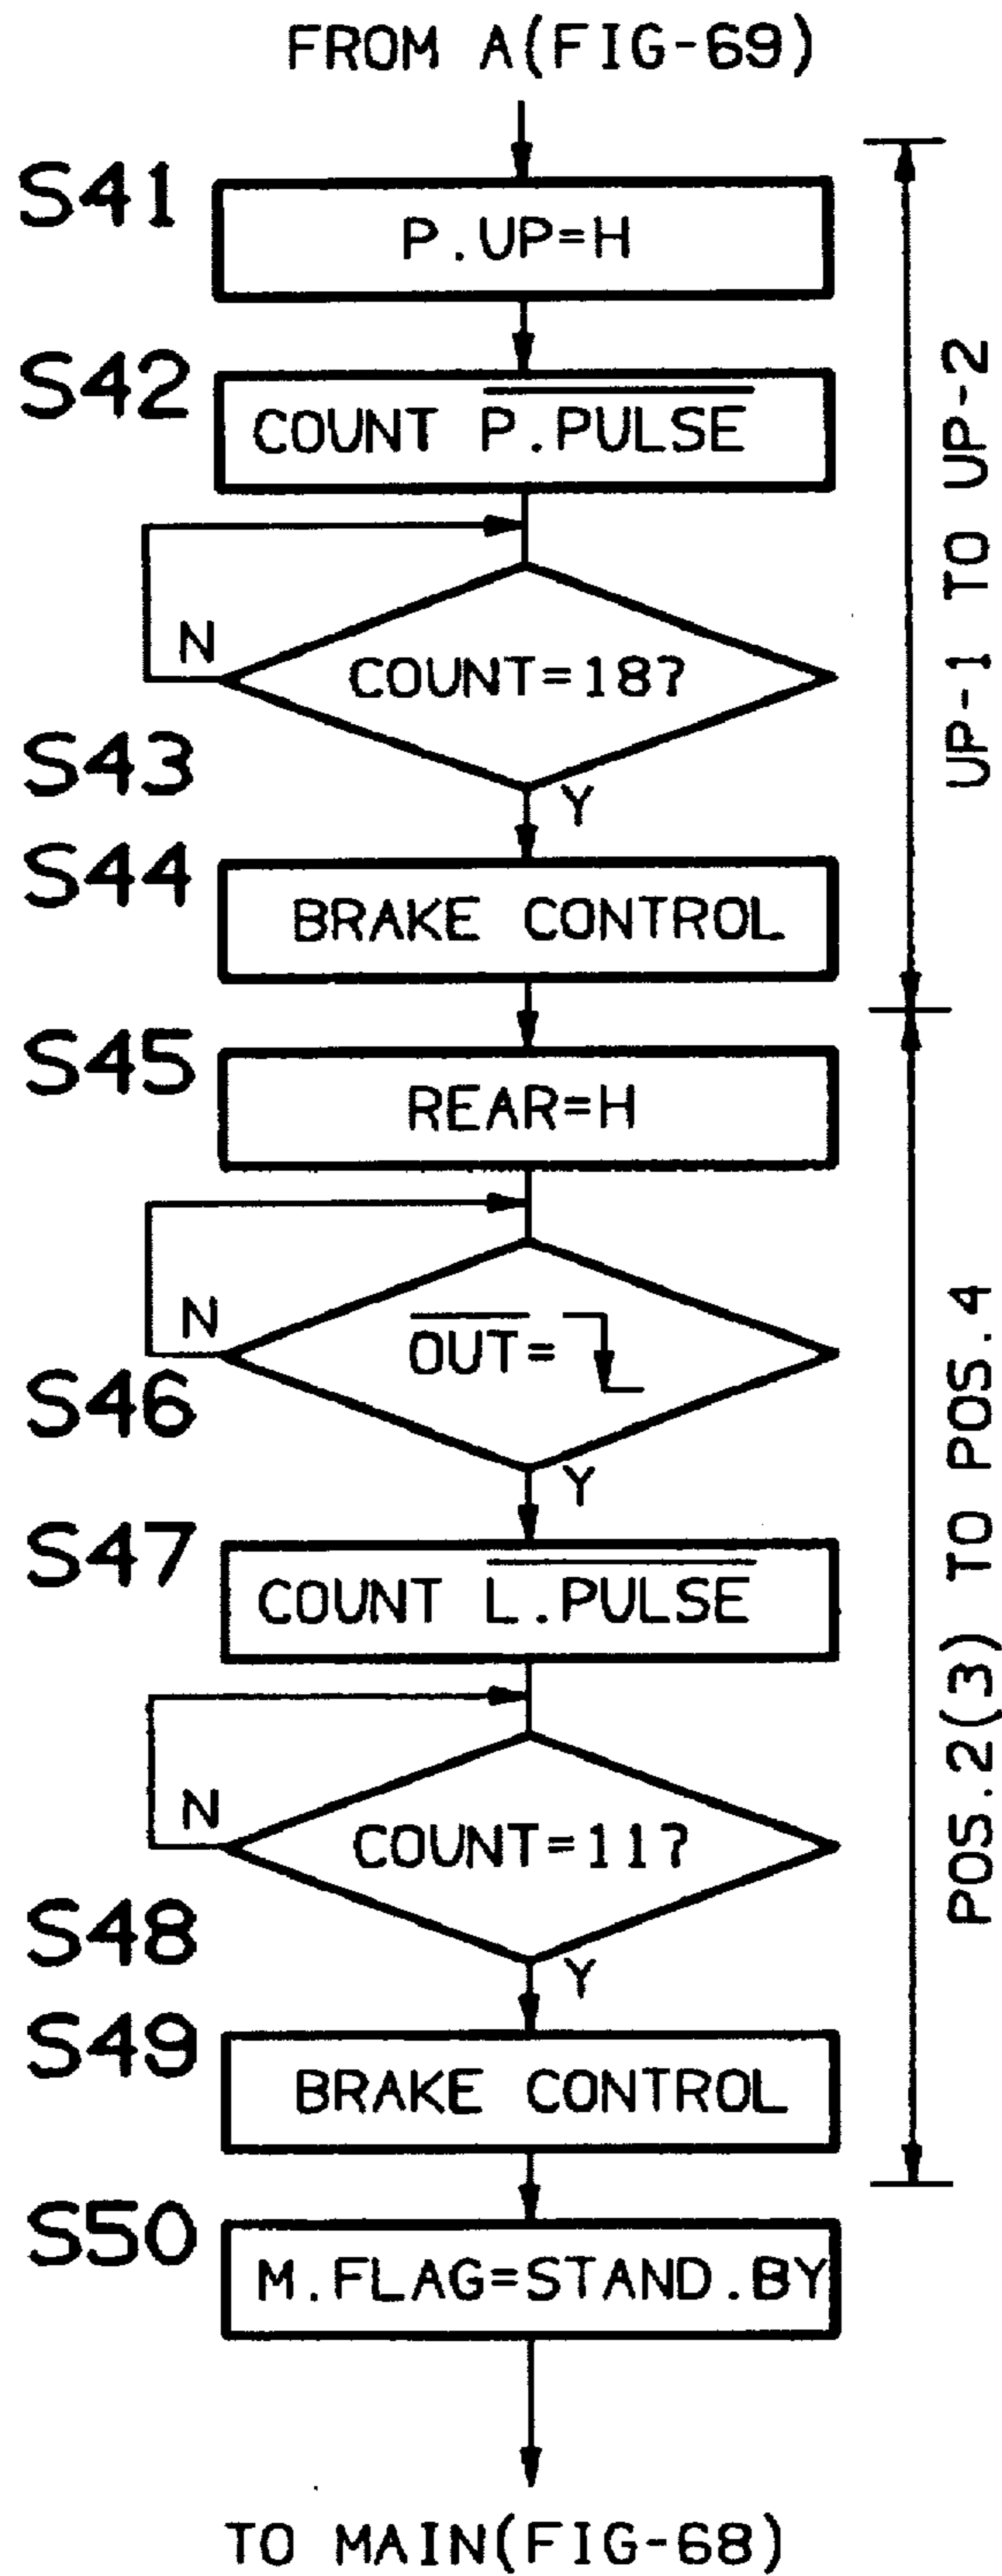 FROM A(FIG-69)
S41
P.UP=H
S42
COUNT P.PULSE
N
COUNT=18?
S43
Y
S44
BRAKE CONTROL
UP-1 TO UP-2
S45
REAR=H
N
OUT=
S46
Y
S47
COUNT L.PULSE
N
COUNT=11?
S48
Y
S49
BRAKE CONTROL
POS.2(3) TO POS.4
S50
M.FLAG=STAND.BY
TO MAIN(FIG-68)